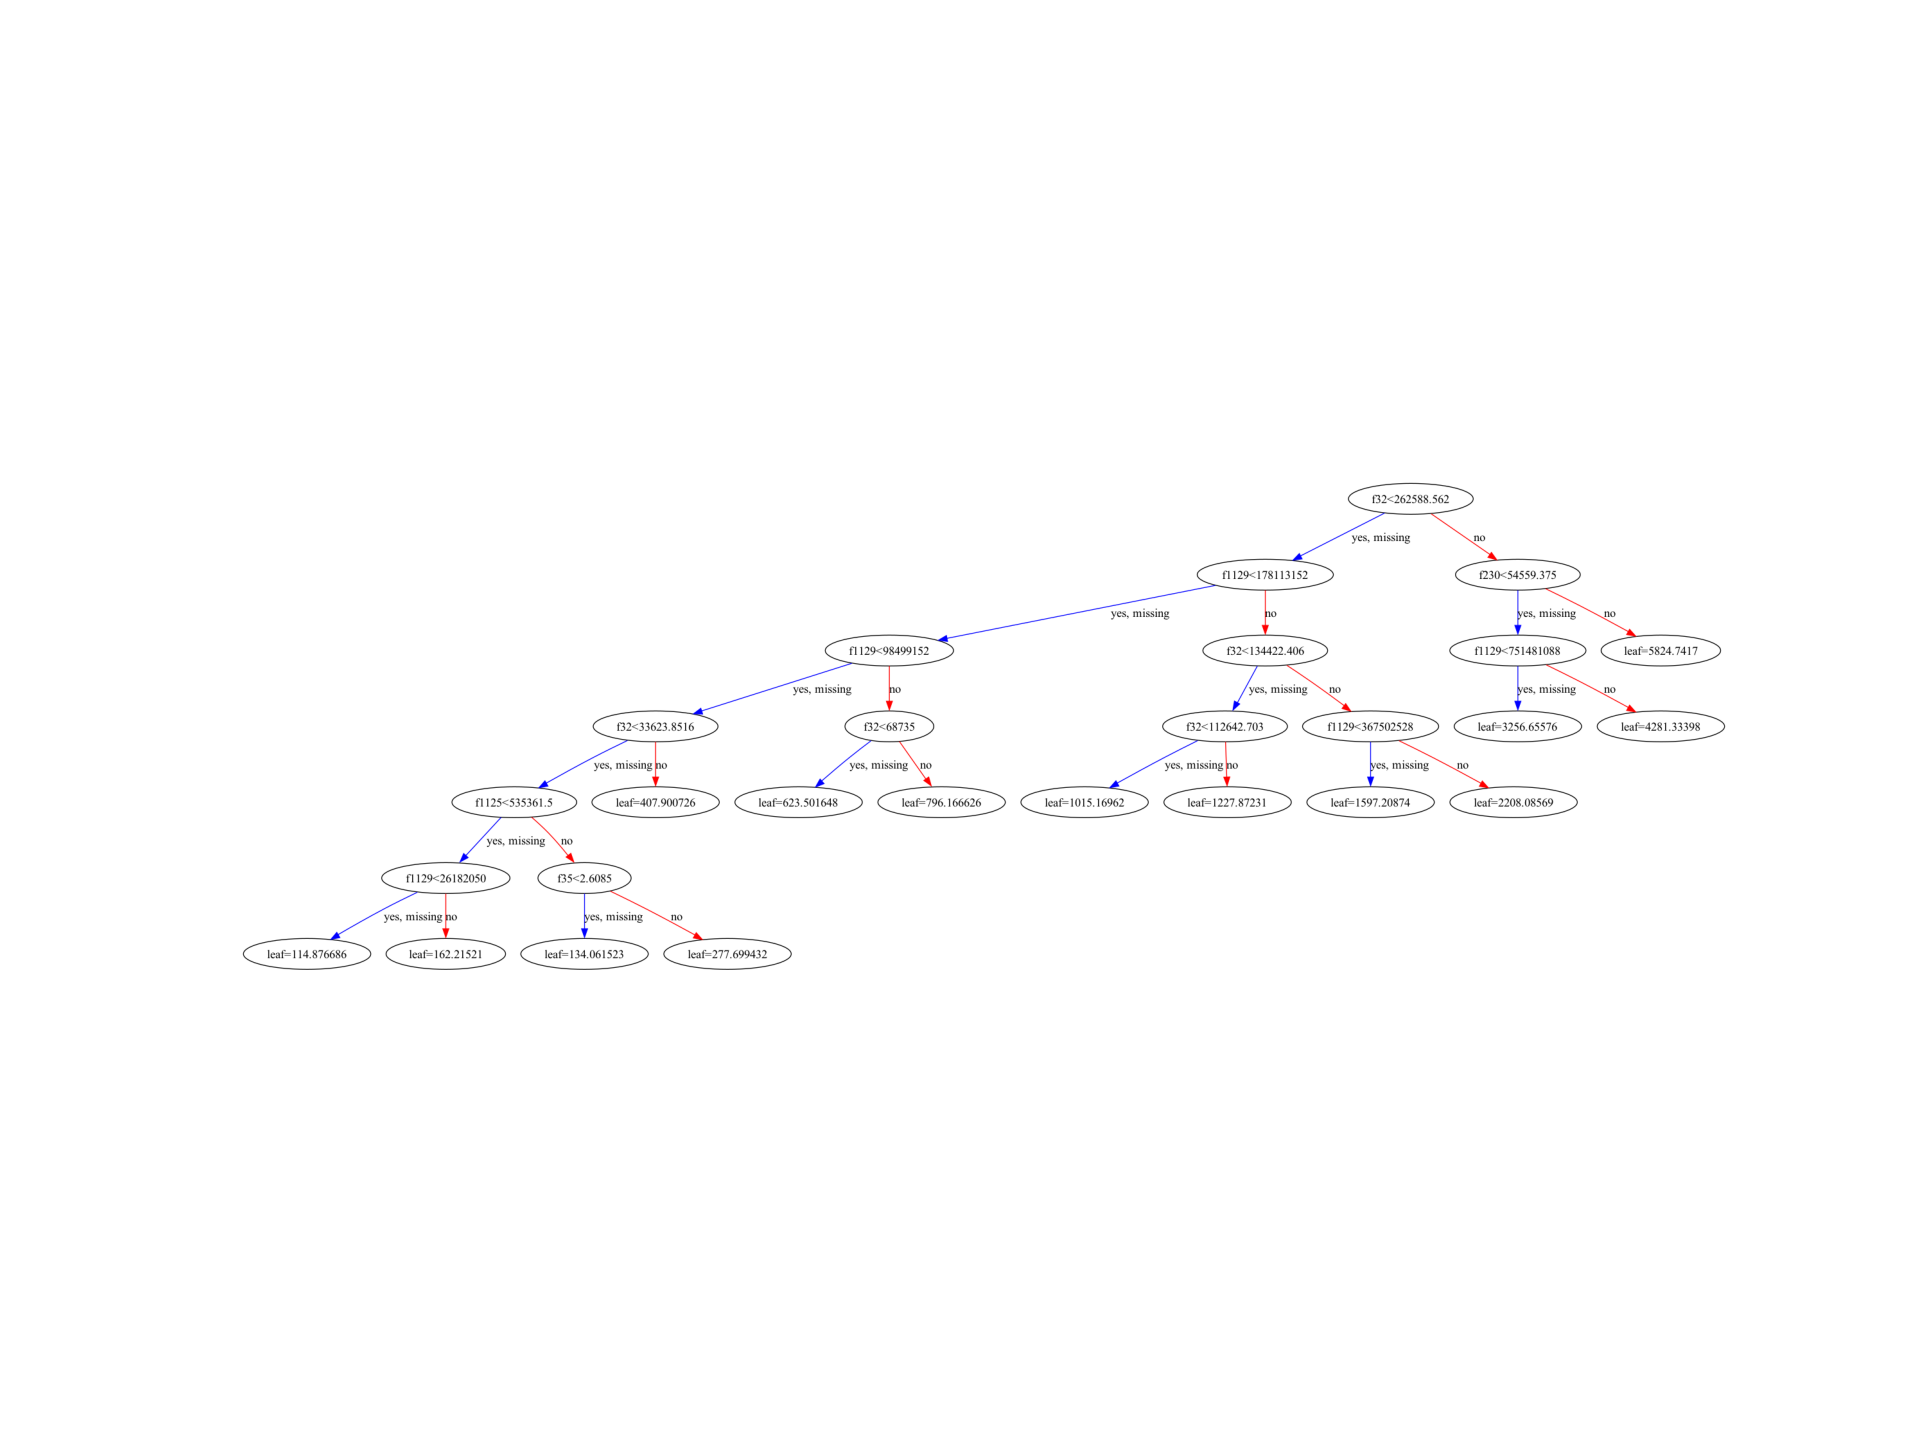 f32<262588.562
yes, missing
no
f1129<178113152
f230<54559.375
yes, missing
no
yes, missing
no
f1129<98499152
f32<134422.406
f1129<751481088
leaf=5824.7417
yes, missing
no
yes, missing
no
yes, missing
no
f32<33623.8516
f32<68735
f32<112642.703
f1129<367502528
leaf=3256.65576
leaf=4281.33398
yes, missing
no
yes, missing
no
yes, missing
no
yes, missing
no
f1125<535361.5
leaf=407.900726
leaf=623.501648
leaf=796.166626
leaf=1015.16962
leaf=1227.87231
leaf=1597.20874
leaf=2208.08569
yes, missing
no
f1129<26182050
f35<2.6085
yes, missing
no
yes, missing
no
leaf=114.876686
leaf=162.21521
leaf=134.061523
leaf=277.699432